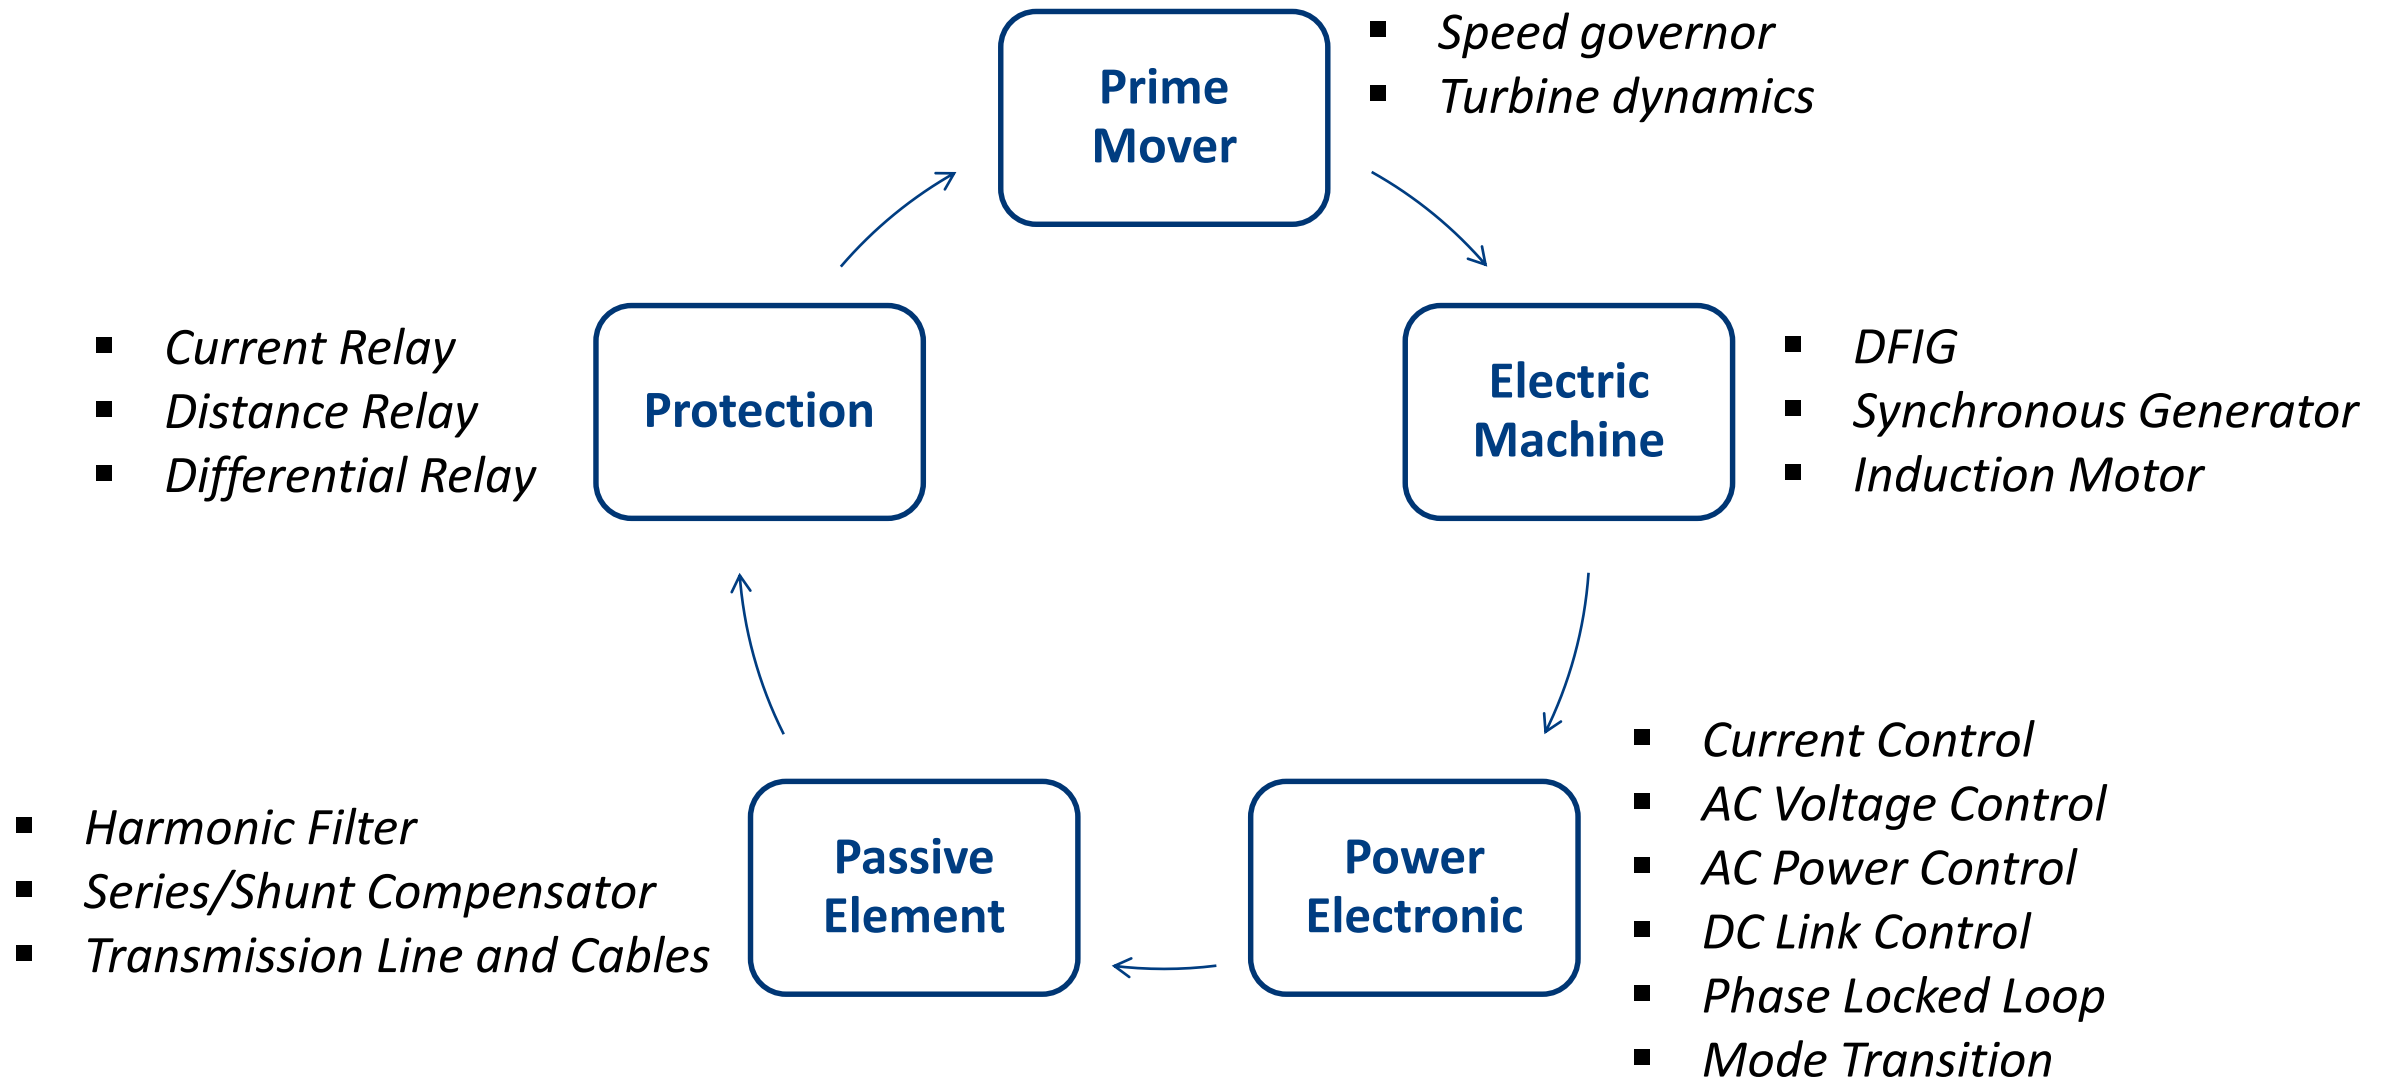 Prime
Mover
Speed governor
Turbine dynamics
Electric
Machine
DFIG
Synchronous Generator
Induction Motor
Power
Electronic
Current Control
AC Voltage Control
AC Power Control
DC Link Control
Phase Locked Loop
Mode Transition
Passive
Element
Harmonic Filter
Series/Shunt Compensator
Transmission Line and Cables
Protection
Current Relay
Distance Relay
Differential Relay